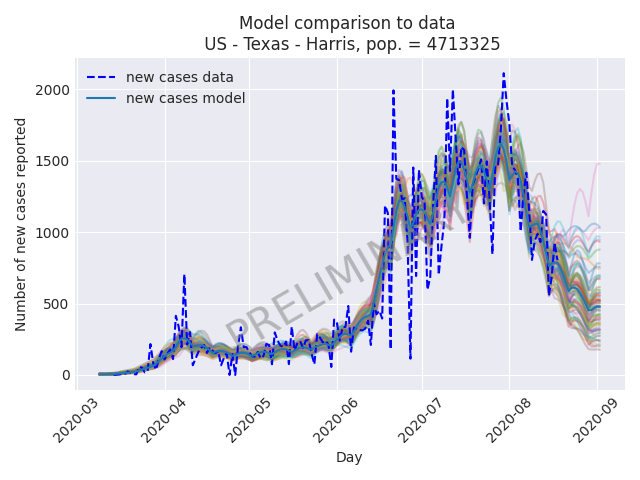 Model comparison to data
US - Texas - Harris, pop. = 4713325
new cases data
new cases model
Number of new cases reported
2000
1500
1000
500
0
PRELIMINARY
2020-03
2020-04
2020-05
2020-06
2020-07
2020-08
2020-09
Day